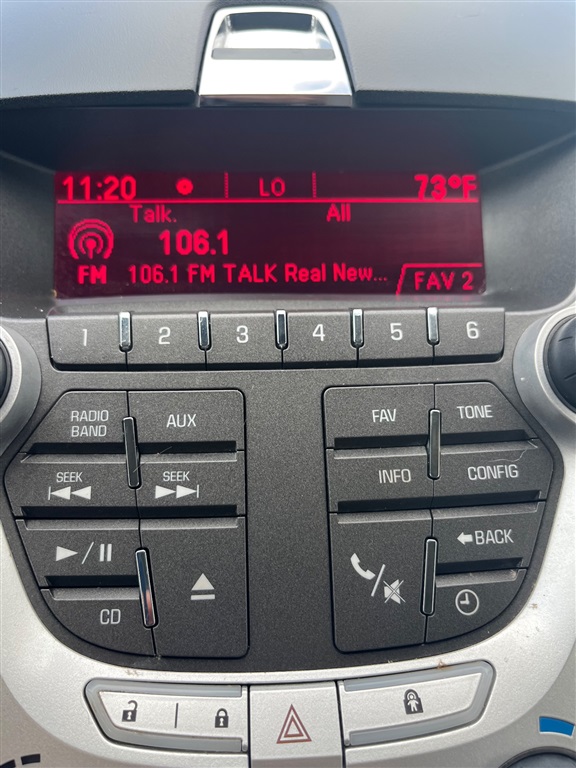 11:20 LO 73°F
Talk. All
106.1
FM 106.1 FM TALK Real New... FAV 2
1 2 3 4 5 6
RADIO BAND AUX FAV TONE
SEEK SEEK INFO CONFIG
BACK
CD